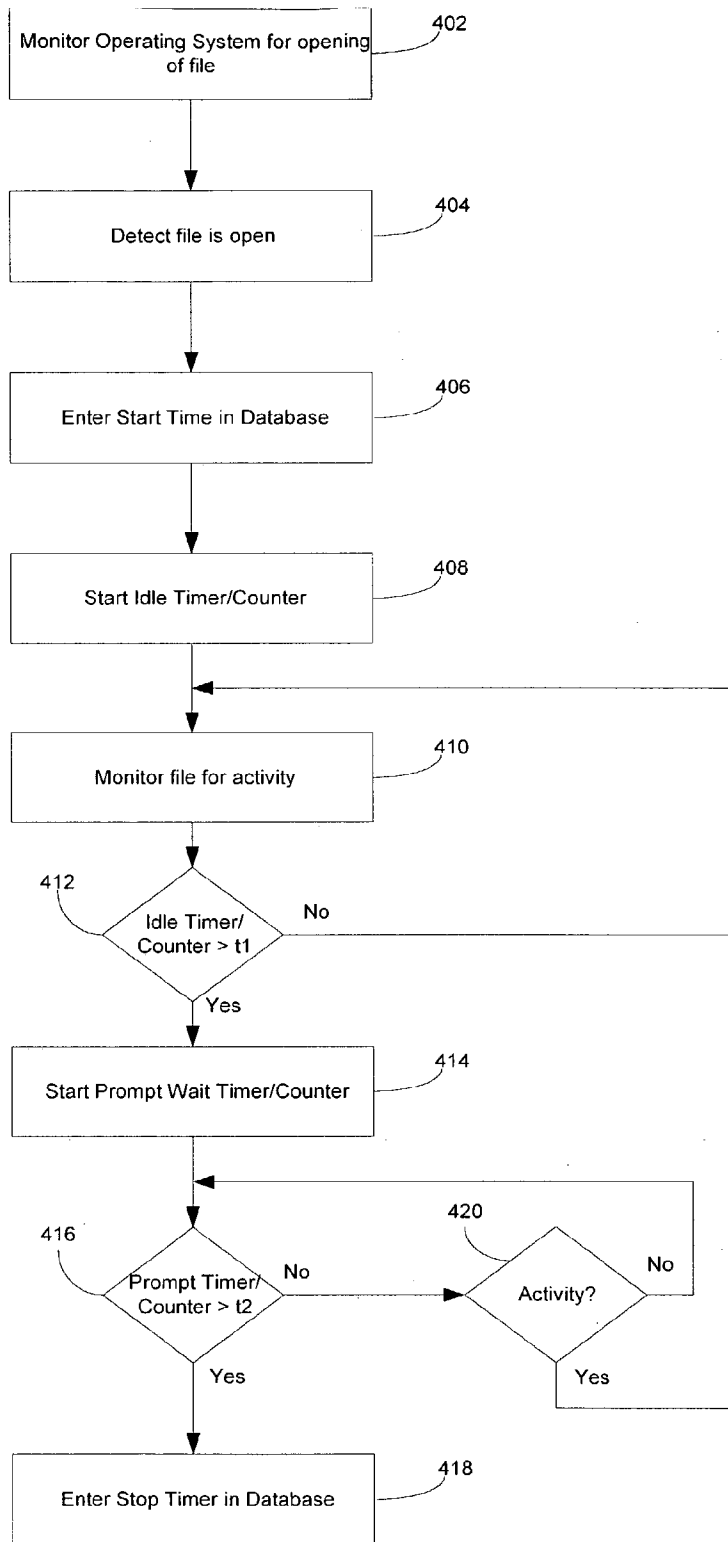 402
Monitor Operating System for opening
of file
404
Detect file is open
406
Enter Start Time in Database
408
Start Idle Timer/Counter
410
Monitor file for activity
412
Idle Timer/
Counter > t1
No
Yes
414
Start Prompt Wait Timer/Counter
416
Prompt Timer/
Counter > t2
No
Yes
420
Activity?
No
Yes
418
Enter Stop Timer in Database